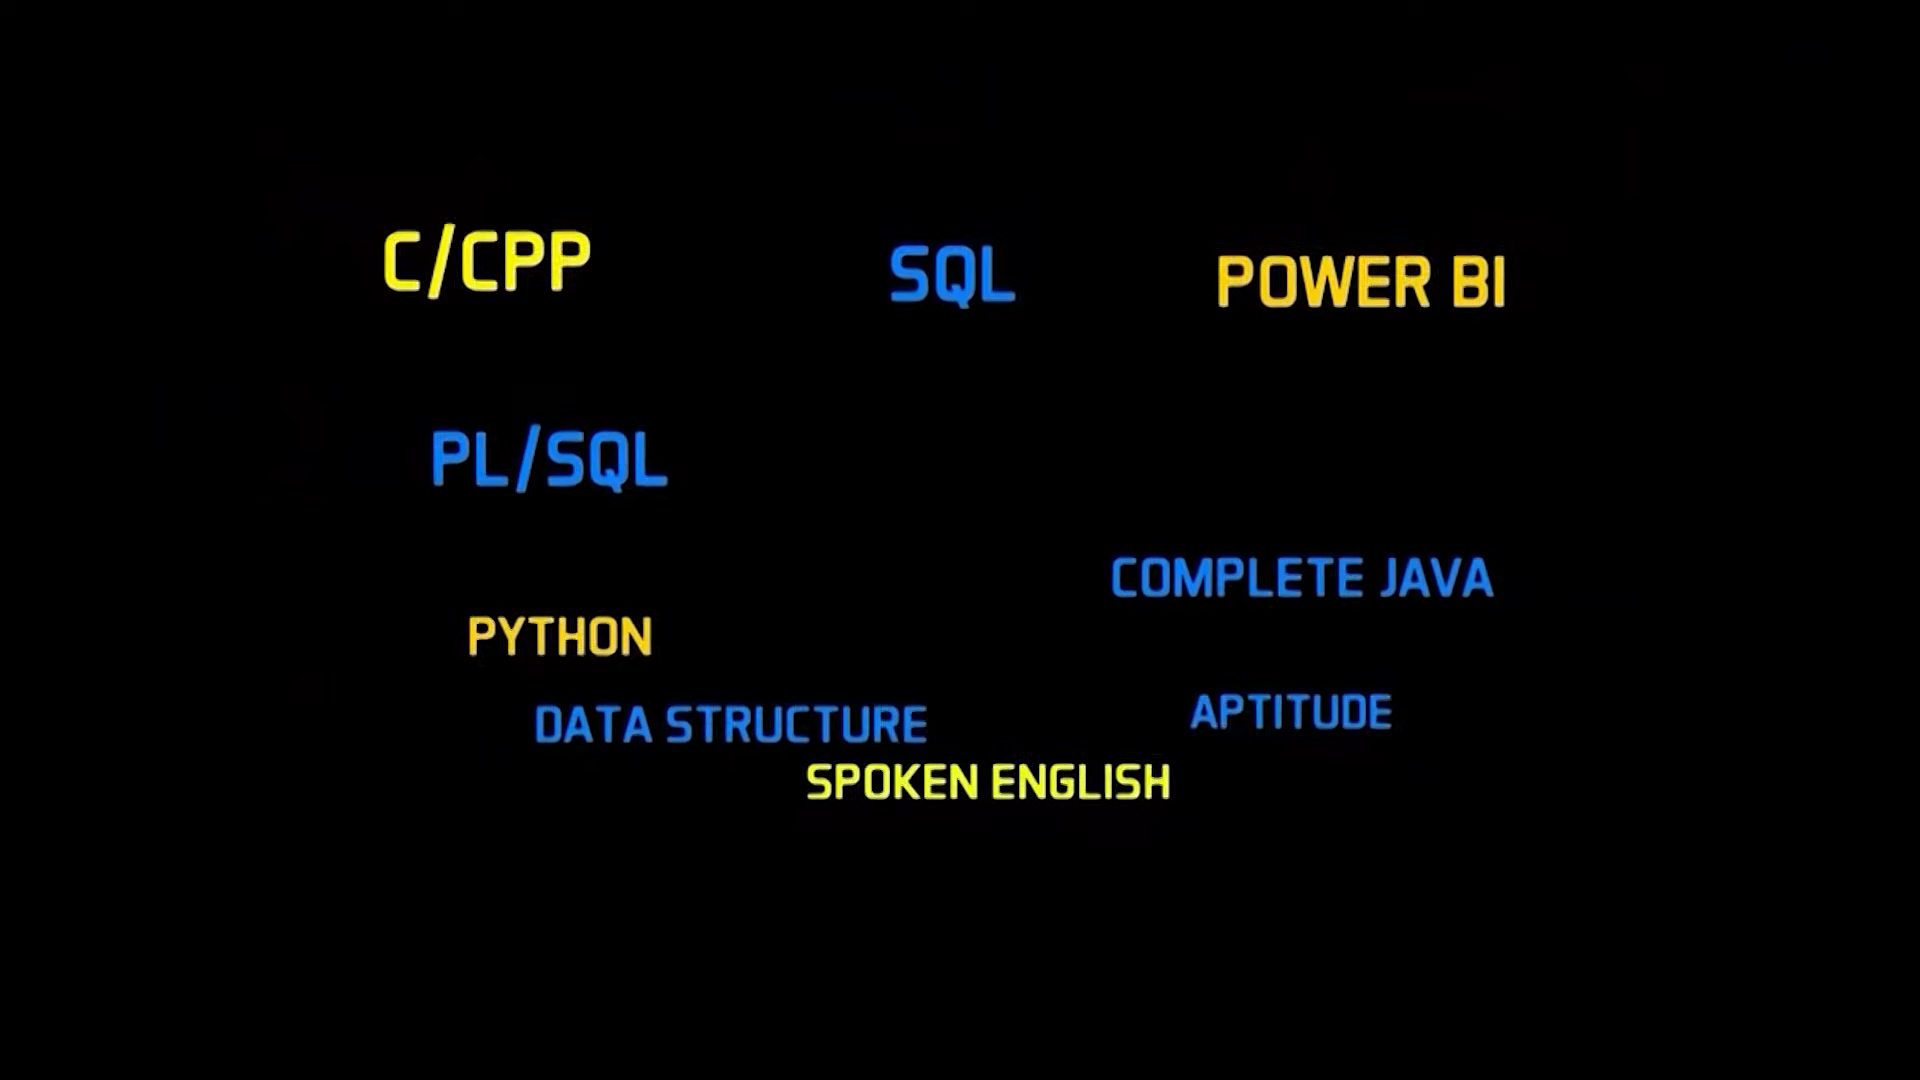 C/CPP
SQL
POWER BI
PL/SQL
COMPLETE JAVA
PYTHON
DATA STRUCTURE
APTITUDE
SPOKEN ENGLISH